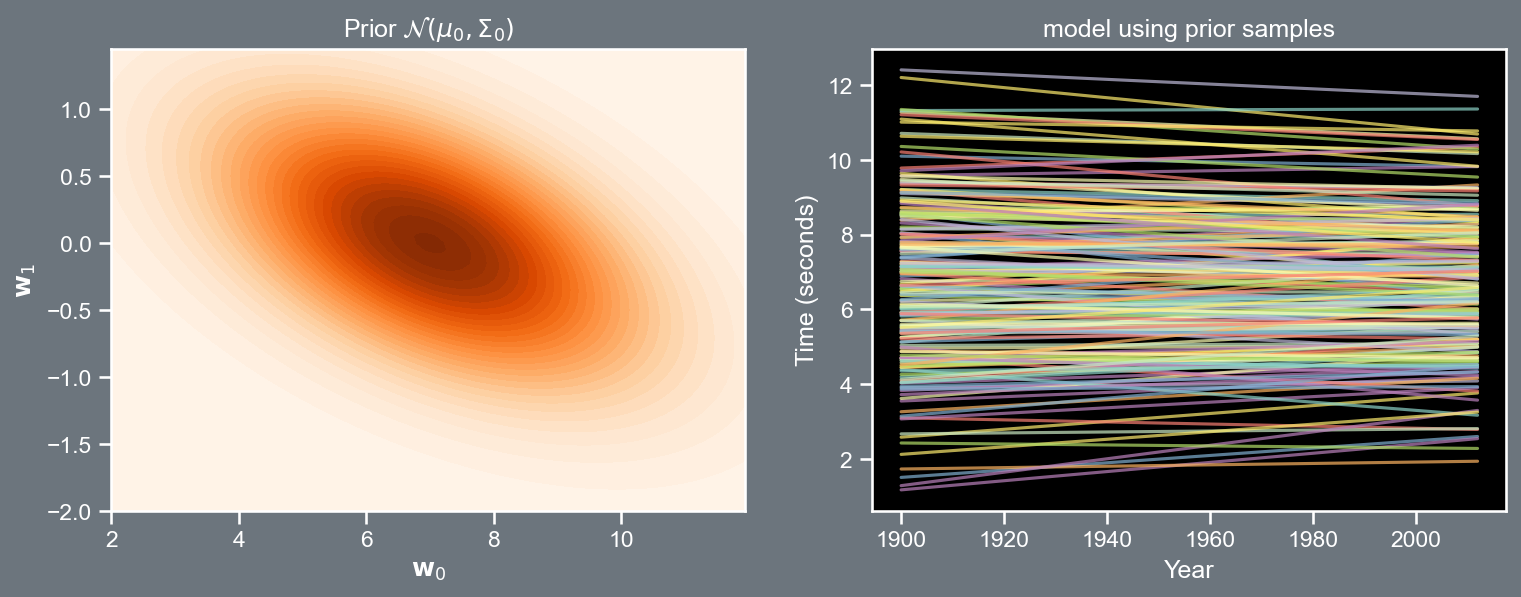 Prior 𝒩(μ₀, Σ₀)
1.0
0.5
0.0
−0.5
−1.0
−1.5
−2.0
w₁
2 4 6 8 10
w₀
model using prior samples
12
10
8
6
4
2
Time (seconds)
1900 1920 1940 1960 1980 2000
Year